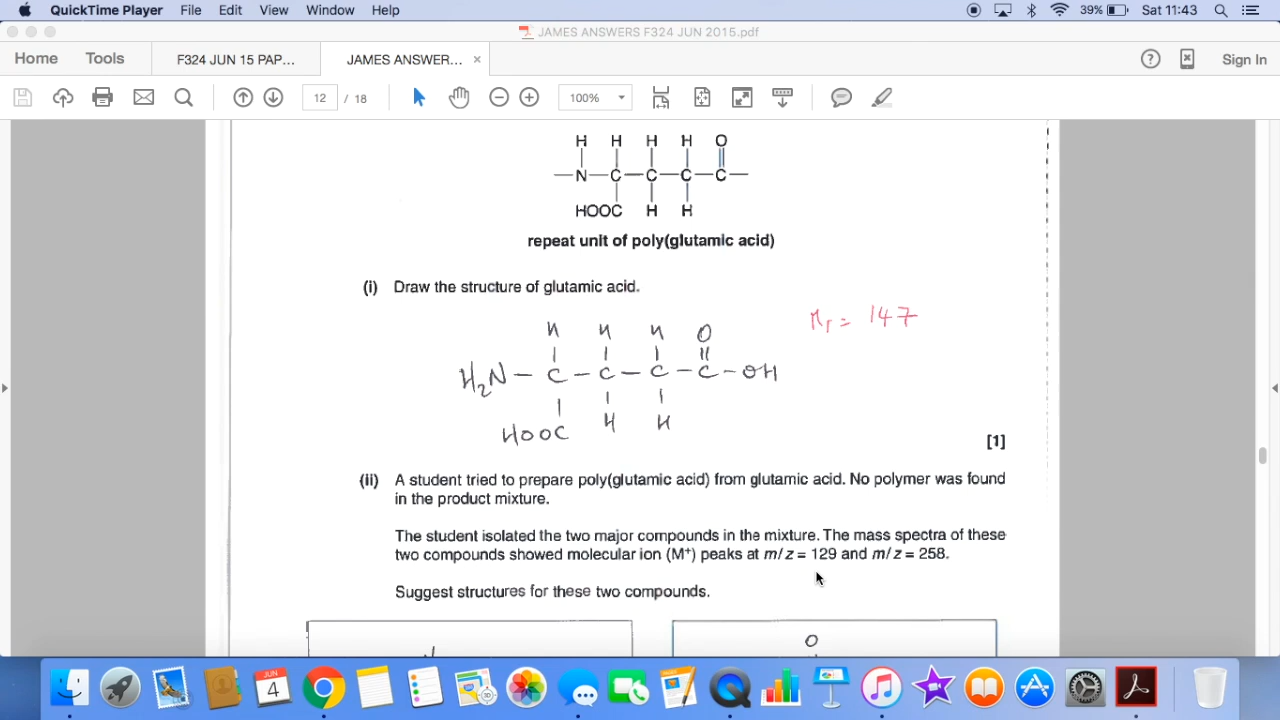 QuickTime Player File Edit View Window Help 39% Sat 11:43
JAMES ANSWERS F324 JUN 2015.pdf
Home Tools F324 JUN 15 PAP... JAMES ANSWER... × ? Sign In
12 / 18 100%
H H H H O
—N—C—C—C—C—
HOOC H H
repeat unit of poly(glutamic acid)
(i) Draw the structure of glutamic acid.
Mr = 147
H H H O
H2N – C – C – C – C – OH
HOOC H H
[1]
(ii) A student tried to prepare poly(glutamic acid) from glutamic acid. No polymer was found
in the product mixture.
The student isolated the two major compounds in the mixture. The mass spectra of these
two compounds showed molecular ion (M+) peaks at m/z = 129 and m/z = 258.
Suggest structures for these two compounds.
O
JUN
4